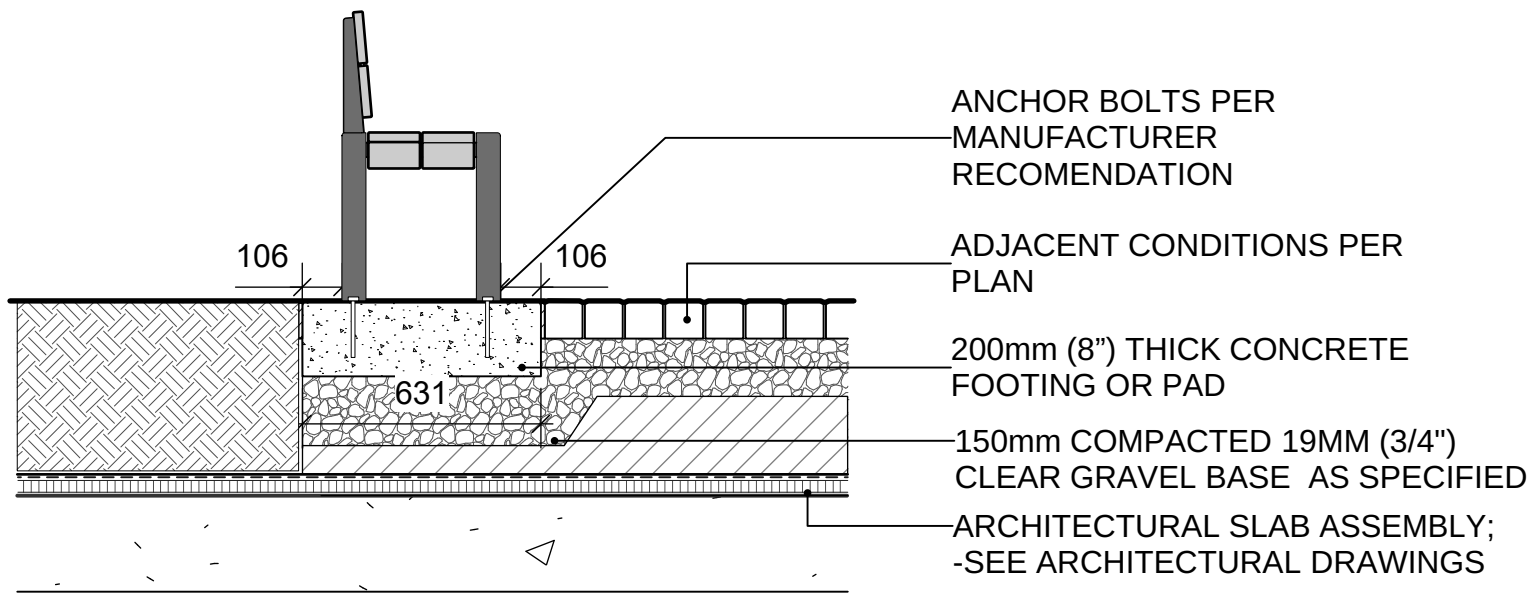 ANCHOR BOLTS PER
MANUFACTURER
RECOMENDATION
106
106
ADJACENT CONDITIONS PER
PLAN
200mm (8”) THICK CONCRETE
FOOTING OR PAD
631
150mm COMPACTED 19MM (3/4")
CLEAR GRAVEL BASE AS SPECIFIED
ARCHITECTURAL SLAB ASSEMBLY;
-SEE ARCHITECTURAL DRAWINGS